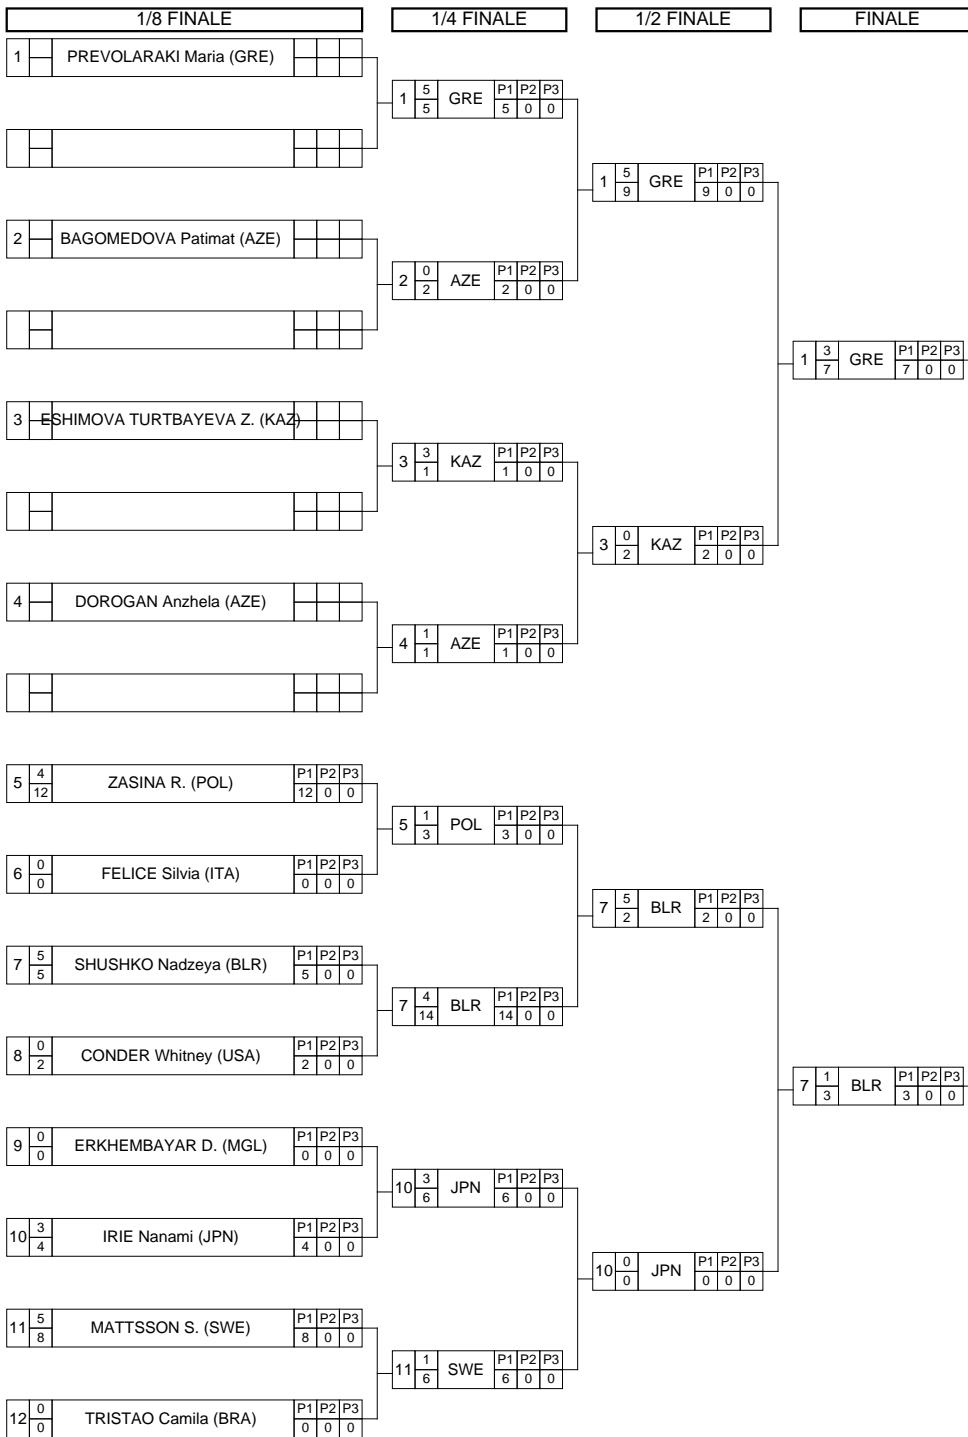 1/8 FINALE 1/4 FINALE 1/2 FINALE FINALE
1 PREVOLARAKI Maria (GRE)
1 5 5 GRE P1 P2 P3 5 0 0
1 5 9 GRE P1 P2 P3 9 0 0
2 BAGOMEDOVA Patimat (AZE)
2 0 2 AZE P1 P2 P3 2 0 0
1 3 7 GRE P1 P2 P3 7 0 0
3 ESHIMOVA TURTBAYEVA Z. (KAZ)
3 3 1 KAZ P1 P2 P3 1 0 0
3 0 2 KAZ P1 P2 P3 2 0 0
4 DOROGAN Anzhela (AZE)
4 1 1 AZE P1 P2 P3 1 0 0
5 4 12 ZASINA R. (POL) P1 P2 P3 12 0 0
5 1 3 POL P1 P2 P3 3 0 0
6 0 0 FELICE Silvia (ITA) P1 P2 P3 0 0 0
7 5 2 BLR P1 P2 P3 2 0 0
7 5 5 SHUSHKO Nadzeya (BLR) P1 P2 P3 5 0 0
7 4 14 BLR P1 P2 P3 14 0 0
8 0 2 CONDER Whitney (USA) P1 P2 P3 2 0 0
7 1 3 BLR P1 P2 P3 3 0 0
9 0 0 ERKHEMBAYAR D. (MGL) P1 P2 P3 0 0 0
10 3 6 JPN P1 P2 P3 6 0 0
10 3 4 IRIE Nanami (JPN) P1 P2 P3 4 0 0
10 0 0 JPN P1 P2 P3 0 0 0
11 5 8 MATTSSON S. (SWE) P1 P2 P3 8 0 0
11 1 6 SWE P1 P2 P3 6 0 0
12 0 0 TRISTAO Camila (BRA) P1 P2 P3 0 0 0